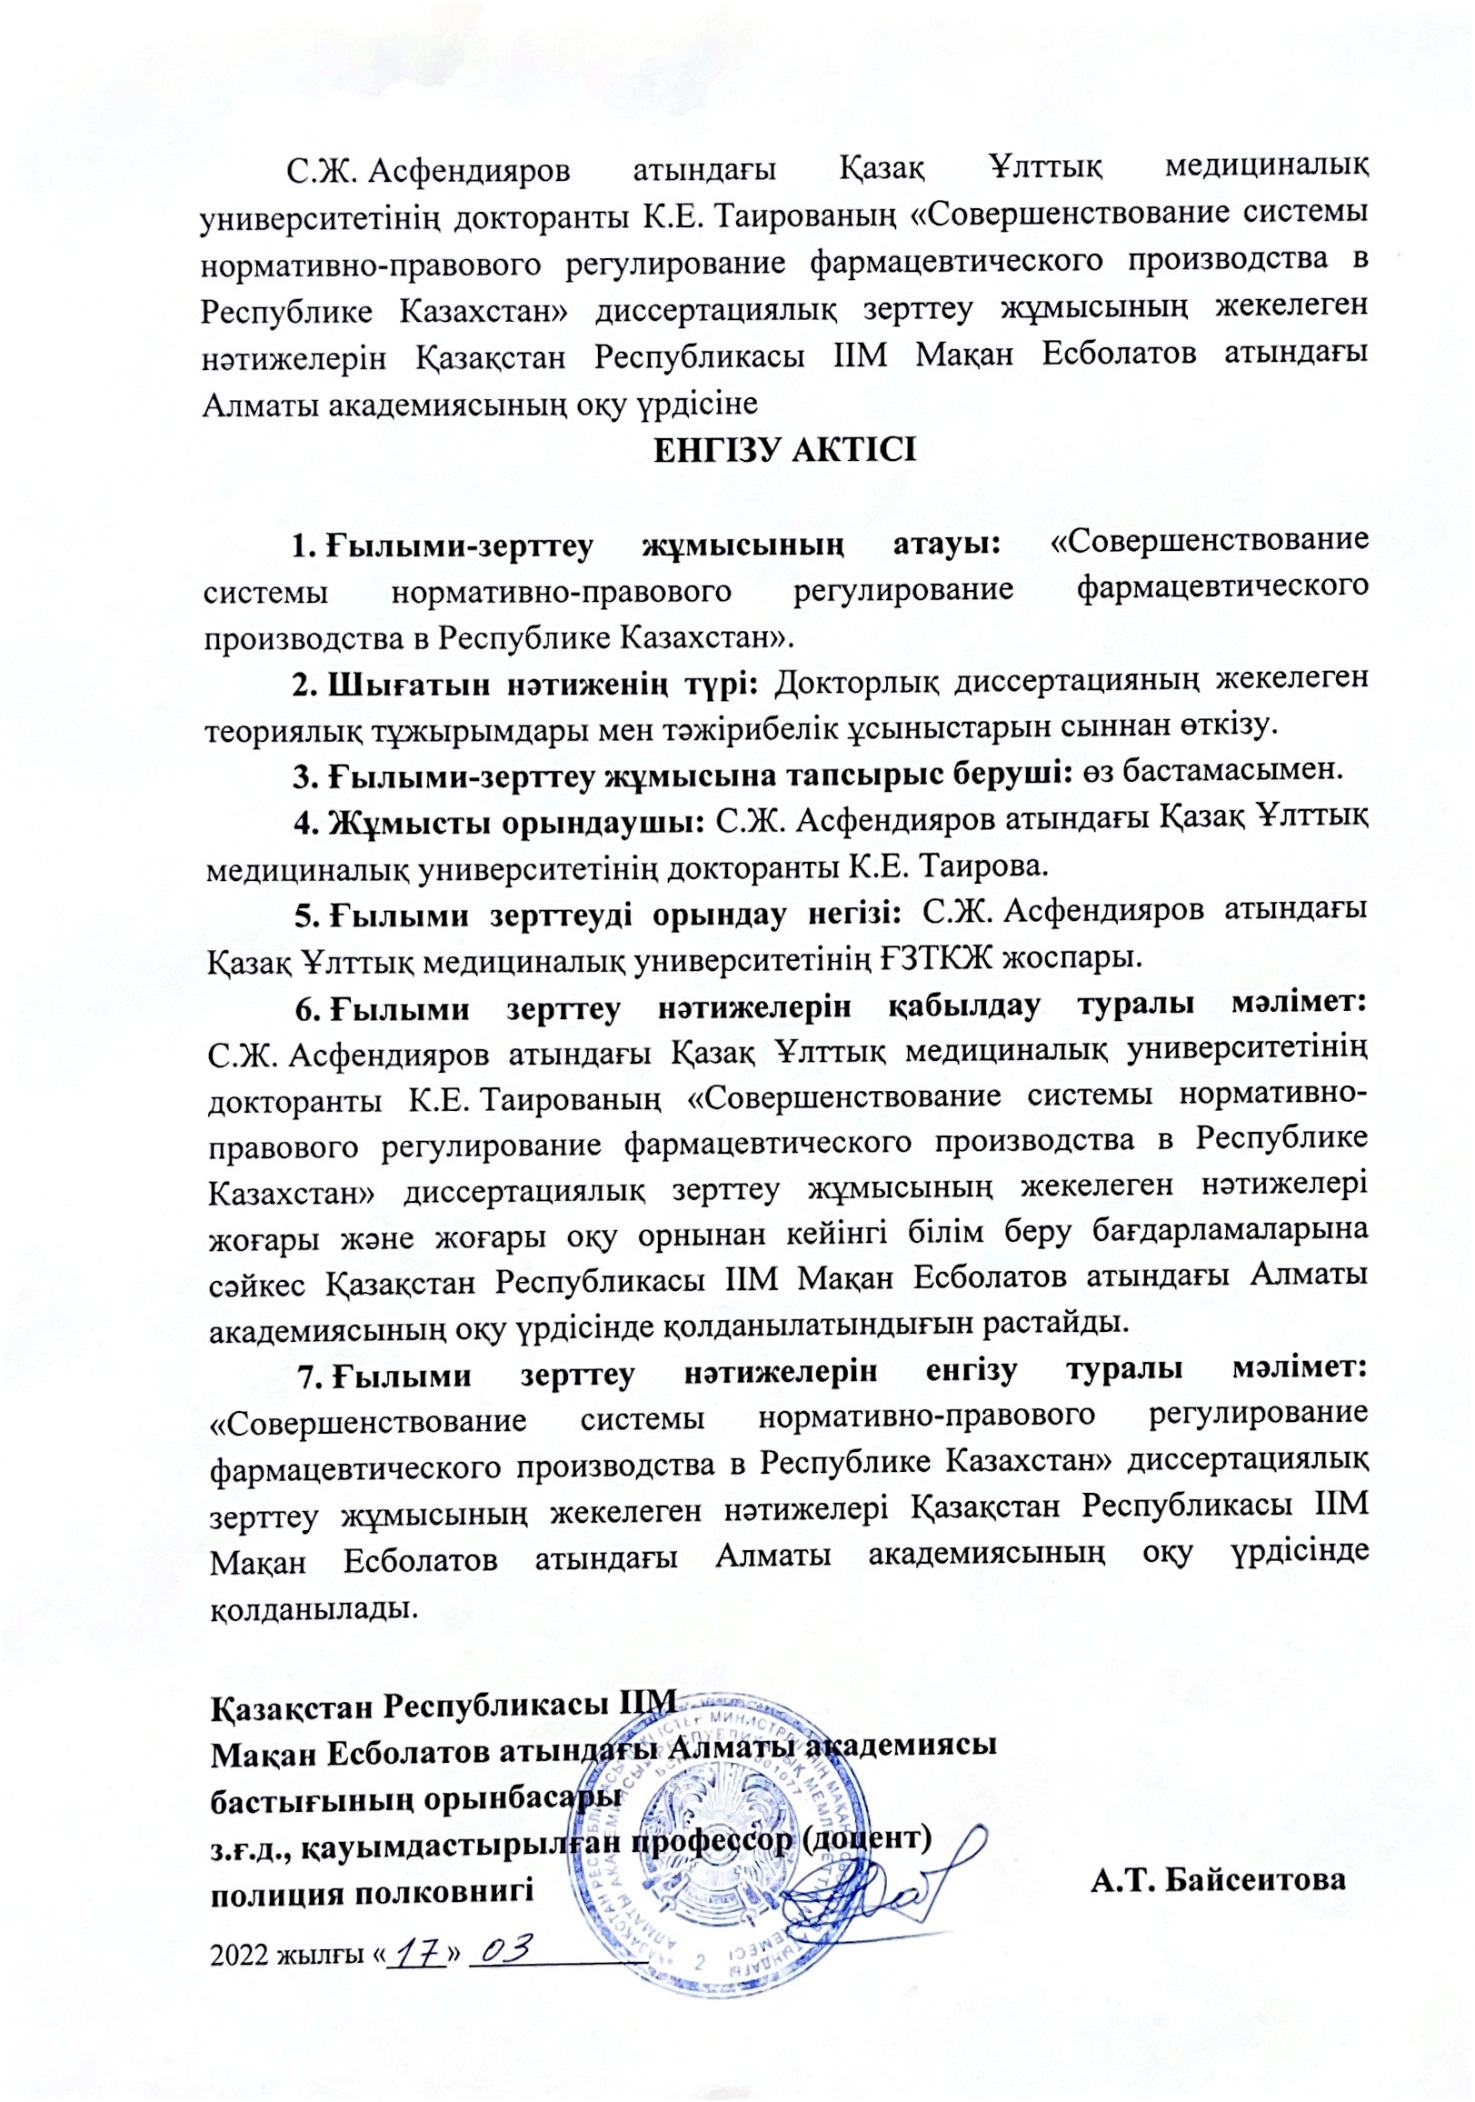 С.Ж. Асфендияров атындағы Қазақ Ұлттық медициналық
университетінің докторанты К.Е. Таированың «Совершенствование системы
нормативно-правового регулирование фармацевтического производства в
Республике Казахстан» диссертациялық зерттеу жұмысының жекелеген
нәтижелерін Қазақстан Республикасы ІІМ Мақан Есболатов атындағы
Алматы академиясының оқу үрдісіне
ЕНГІЗУ АКТІСІ
1. Ғылыми-зерттеу жұмысының атауы: «Совершенствование
системы нормативно-правового регулирование фармацевтического
производства в Республике Казахстан».
2. Шығатын нәтиженің түрі: Докторлық диссертацияның жекелеген
теориялық тұжырымдары мен тәжірибелік ұсыныстарын сыннан өткізу.
3. Ғылыми-зерттеу жұмысына тапсырыс беруші: өз бастамасымен.
4. Жұмысты орындаушы: С.Ж. Асфендияров атындағы Қазақ Ұлттық
медициналық университетінің докторанты К.Е. Таирова.
5. Ғылыми зерттеуді орындау негізі: С.Ж. Асфендияров атындағы
Қазақ Ұлттық медициналық университетінің ҒЗТКЖ жоспары.
6. Ғылыми зерттеу нәтижелерін қабылдау туралы мәлімет:
С.Ж. Асфендияров атындағы Қазақ Ұлттық медициналық университетінің
докторанты К.Е. Таированың «Совершенствование системы нормативно-
правового регулирование фармацевтического производства в Республике
Казахстан» диссертациялық зерттеу жұмысының жекелеген нәтижелері
жоғары және жоғары оқу орнынан кейінгі білім беру бағдарламаларына
сәйкес Қазақстан Республикасы ІІМ Мақан Есболатов атындағы Алматы
академиясының оқу үрдісінде қолданылатындығын растайды.
7. Ғылыми зерттеу нәтижелерін енгізу туралы мәлімет:
«Совершенствование системы нормативно-правового регулирование
фармацевтического производства в Республике Казахстан» диссертациялық
зерттеу жұмысының жекелеген нәтижелері Қазақстан Республикасы ІІМ
Мақан Есболатов атындағы Алматы академиясының оқу үрдісінде
қолданылады.
Қазақстан Республикасы ІІМ
Мақан Есболатов атындағы Алматы академиясы
бастығының орынбасары
з.ғ.д., қауымдастырылған профессор (доцент)
полиция полковнигі А.Т. Байсеитова
2022 жылғы «17» 03